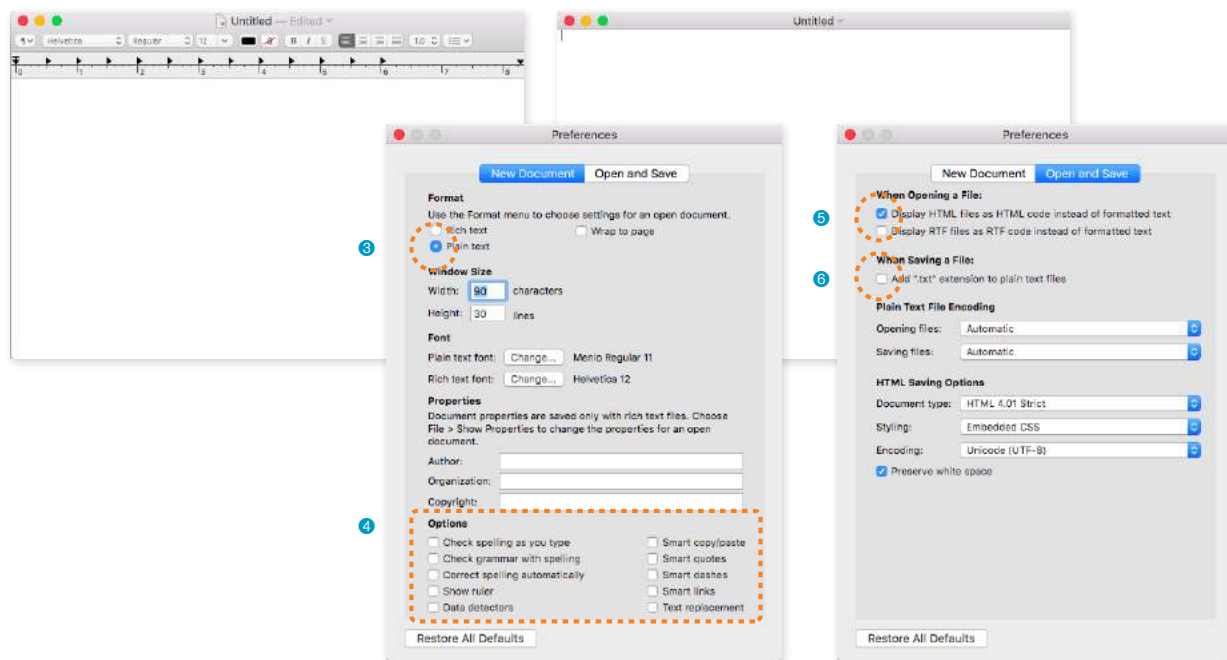 Untitled — Edited
Helvetica Regular 12 B I U 1.0
0 1 2 3 4 5 6 7 8
Untitled
Preferences
New Document Open and Save
Format
Use the Format menu to choose settings for an open document.
Rich text Wrap to page
3
Plain text
Window Size
Width: 90 characters
Height: 30 lines
Font
Plain text font: Change... Menlo Regular 11
Rich text font: Change... Helvetica 12
Properties
Document properties are saved only with rich text files. Choose
File > Show Properties to change the properties for an open
document.
Author:
Organization:
Copyright:
4
Options
Check spelling as you type Smart copy/paste
Check grammar with spelling Smart quotes
Correct spelling automatically Smart dashes
Show ruler Smart links
Data detectors Text replacement
Restore All Defaults
Preferences
New Document Open and Save
When Opening a File:
5
Display HTML files as HTML code instead of formatted text
Display RTF files as RTF code instead of formatted text
When Saving a File:
6
Add ".txt" extension to plain text files
Plain Text File Encoding
Opening files: Automatic
Saving files: Automatic
HTML Saving Options
Document type: HTML 4.01 Strict
Styling: Embedded CSS
Encoding: Unicode (UTF-8)
Preserve white space
Restore All Defaults